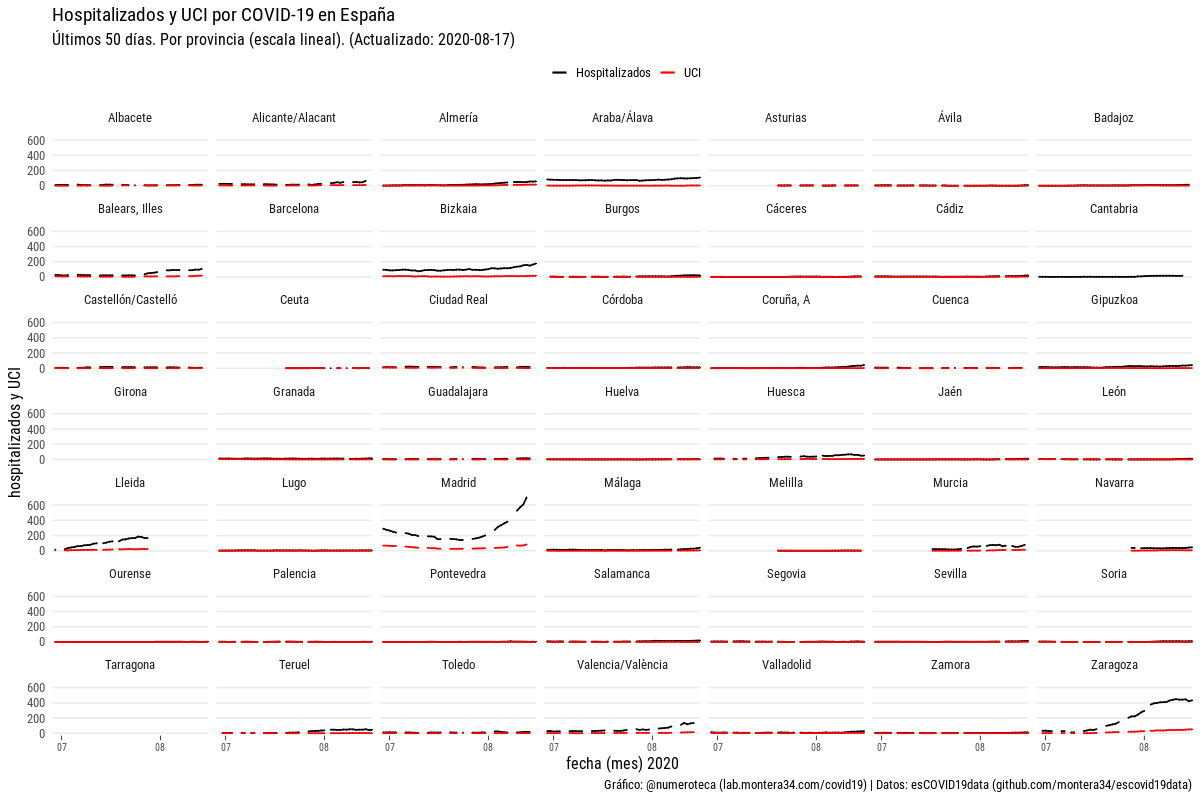 Hospitalizados y UCI por COVID-19 en España
Últimos 50 días. Por provincia (escala lineal). (Actualizado: 2020-08-17)
Hospitalizados UCI
Albacete Alicante/Alacant Almería Araba/Álava Asturias Ávila Badajoz
600
400
200
0
Balears, Illes Barcelona Bizkaia Burgos Cáceres Cádiz Cantabria
600
400
200
0
Castellón/Castelló Ceuta Ciudad Real Córdoba Coruña, A Cuenca Gipuzkoa
600
400
200
0
Girona Granada Guadalajara Huelva Huesca Jaén León
600
400
200
0
Lleida Lugo Madrid Málaga Melilla Murcia Navarra
600
400
200
0
Ourense Palencia Pontevedra Salamanca Segovia Sevilla Soria
600
400
200
0
Tarragona Teruel Toledo Valencia/València Valladolid Zamora Zaragoza
600
400
200
0
07 08 07 08 07 08 07 08 07 08 07 08 07 08
hospitalizados y UCI
fecha (mes) 2020
Gráfico: @numeroteca (lab.montera34.com/covid19) | Datos: esCOVID19data (github.com/montera34/escovid19data)